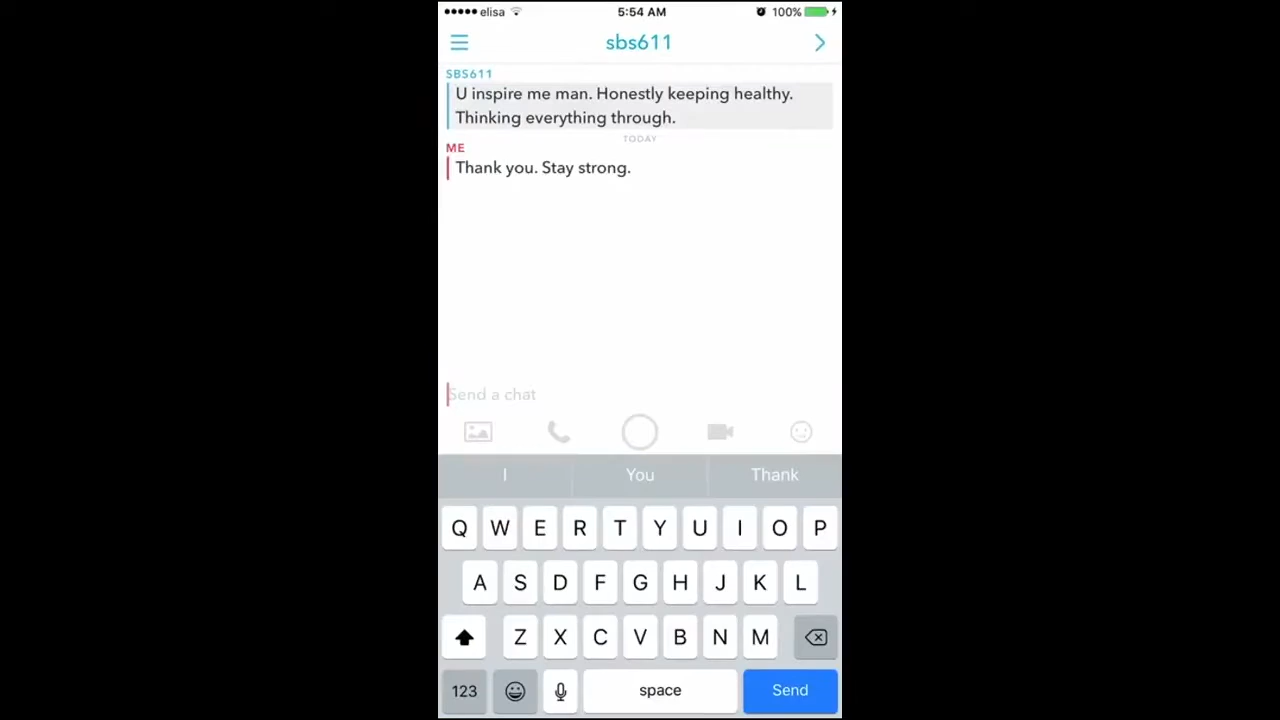 elisa 5:54 AM 100%
sbs611
SBS611
U inspire me man. Honestly keeping healthy.
Thinking everything through.
TODAY
ME
Thank you. Stay strong.
Send a chat
I You Thank
Q W E R T Y U I O P
A S D F G H J K L
Z X C V B N M
123 space Send